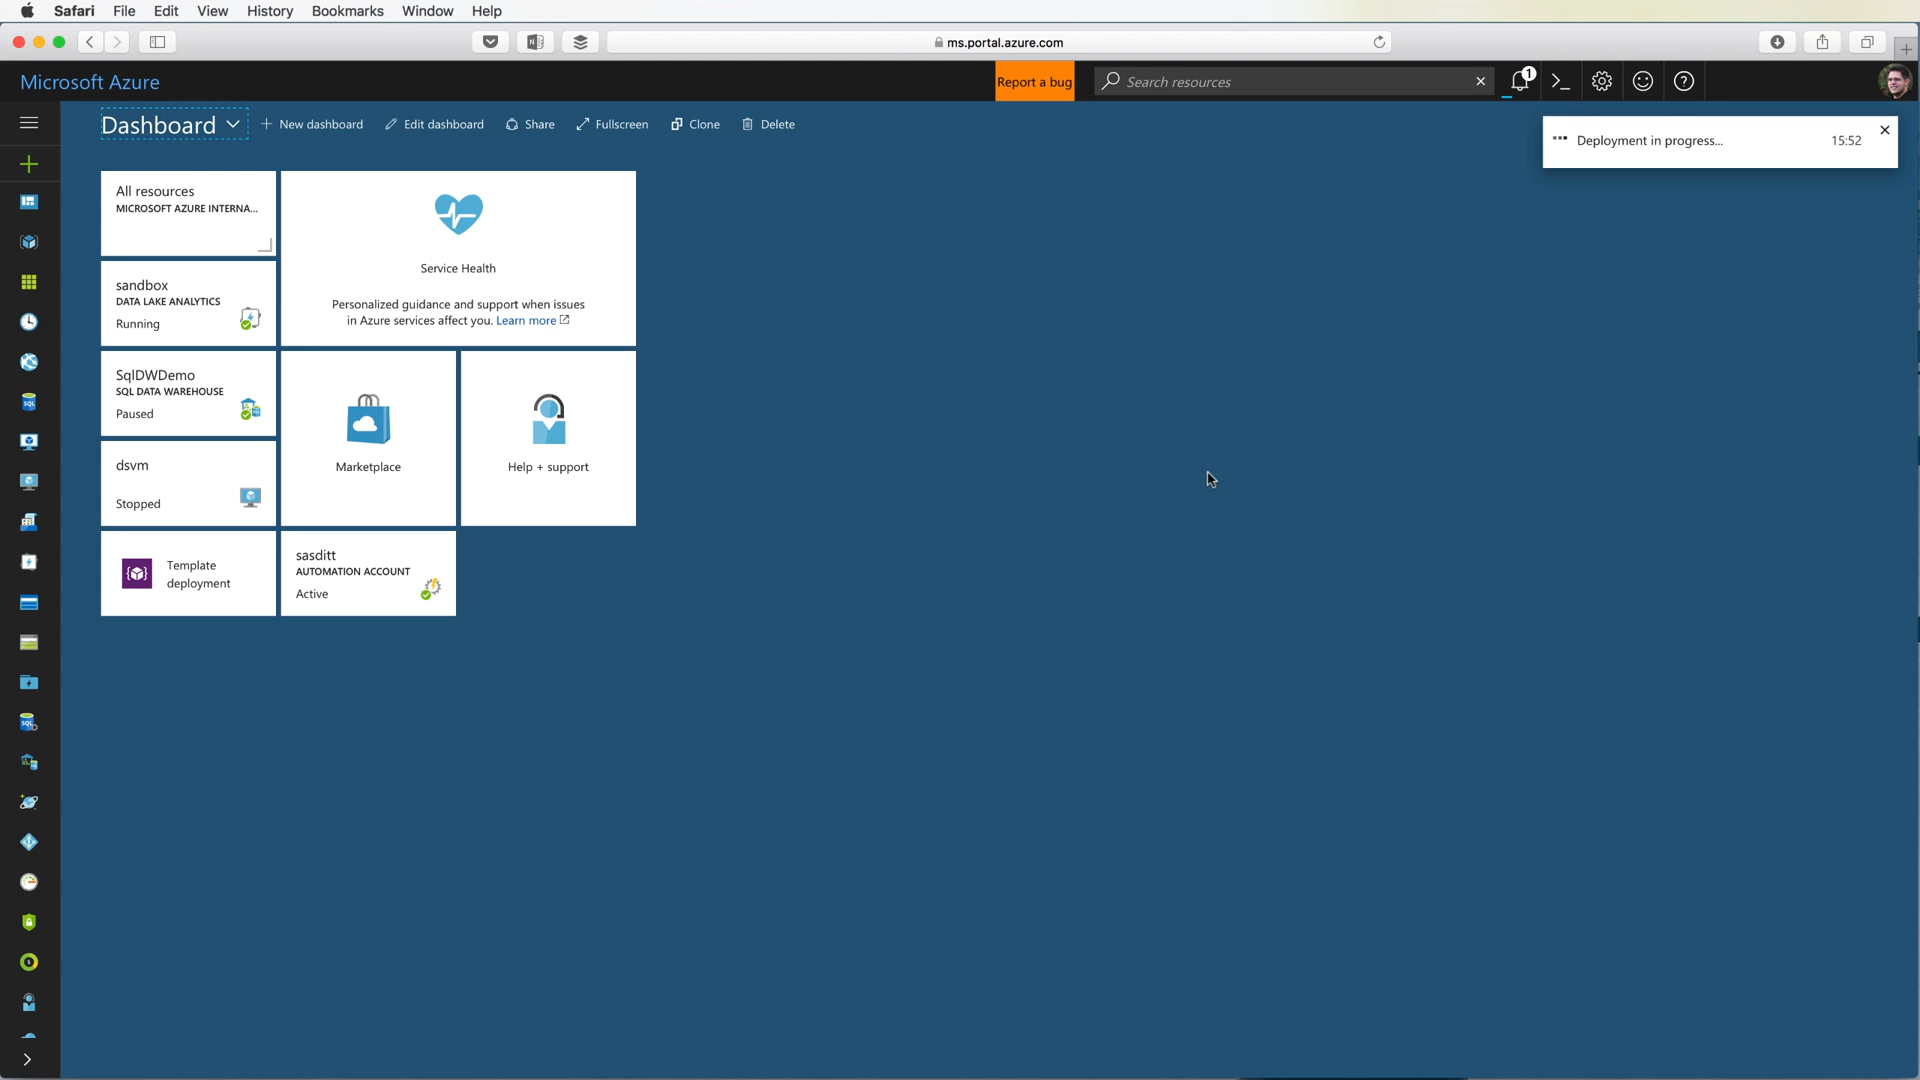 Safari File Edit View History Bookmarks Window Help
ms.portal.azure.com
Microsoft Azure
Report a bug
Search resources
1
Dashboard
New dashboard
Edit dashboard
Share
Fullscreen
Clone
Delete
Deployment in progress...
15:52
All resources
MICROSOFT AZURE INTERNA...
Service Health
Personalized guidance and support when issues
in Azure services affect you. Learn more
sandbox
DATA LAKE ANALYTICS
Running
SqlDWDemo
SQL DATA WAREHOUSE
Paused
Marketplace
Help + support
dsvm
Stopped
Template
deployment
sasditt
AUTOMATION ACCOUNT
Active
SQL
SQL